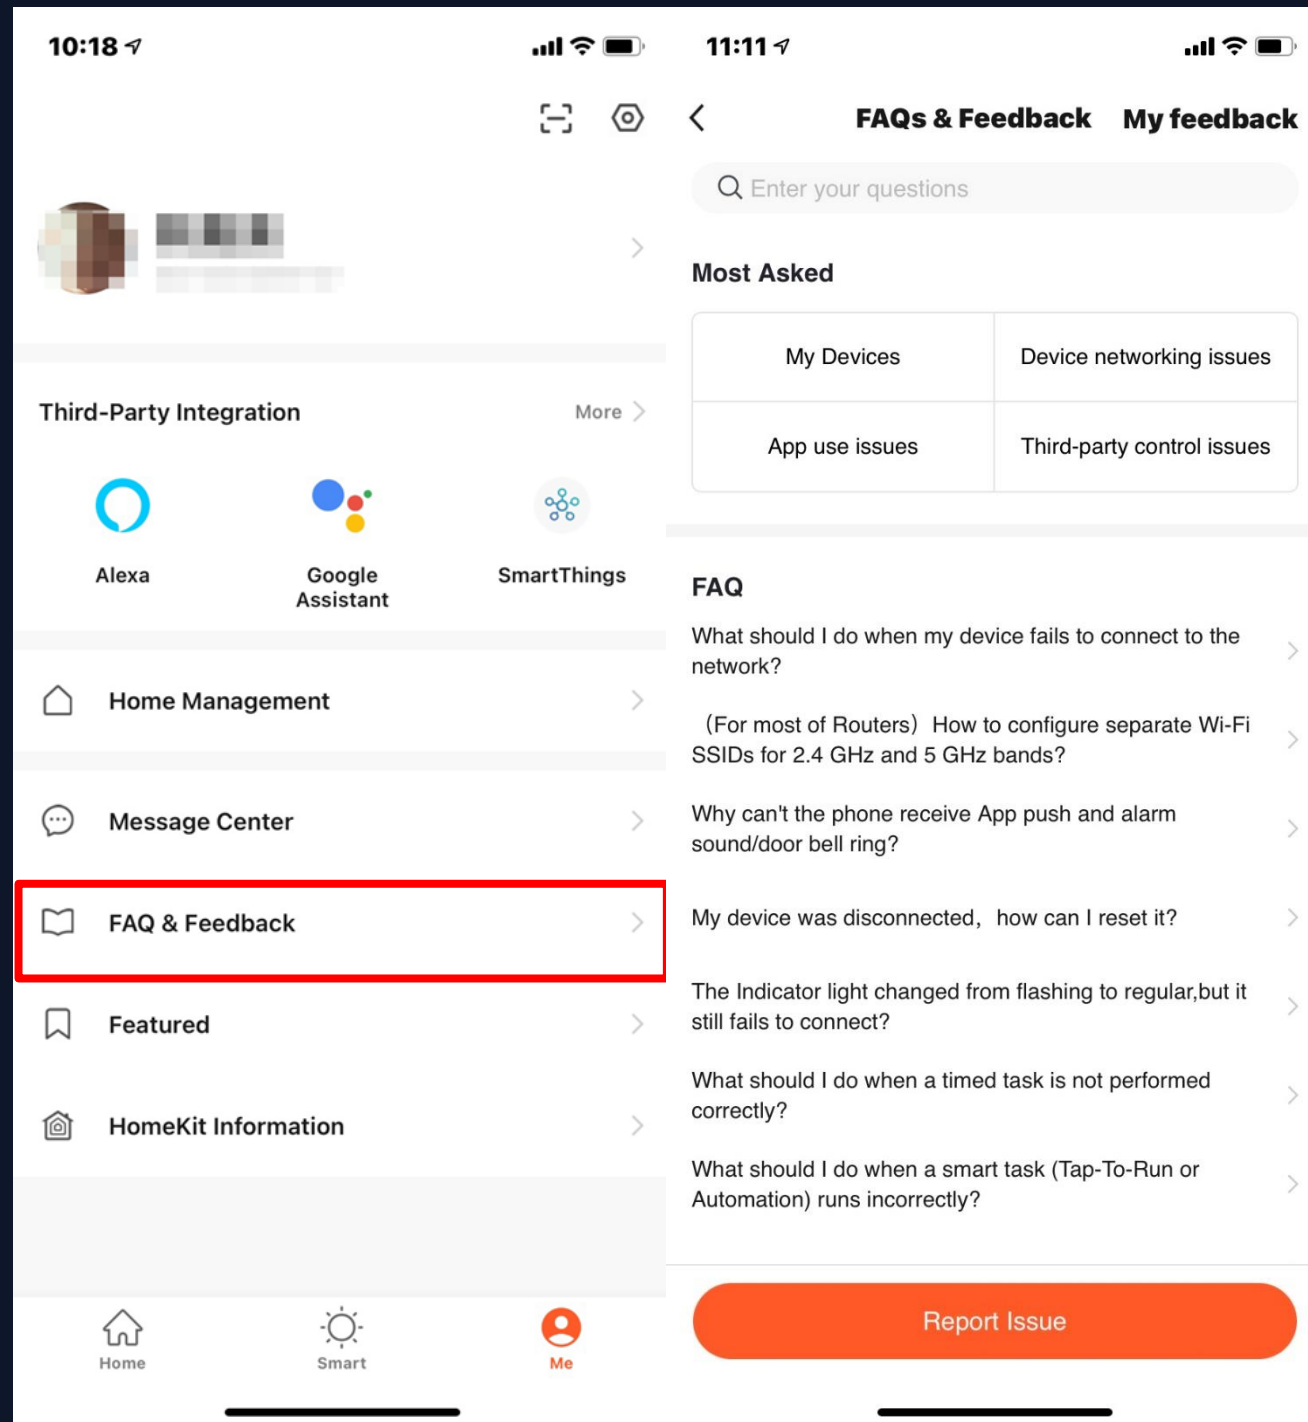 10:18
Third-Party Integration
More
Alexa
Google
Assistant
SmartThings
Home Management
Message Center
FAQ & Feedback
Featured
HomeKit Information
Home
Smart
Me
11:11
FAQs & Feedback
My feedback
Enter your questions
Most Asked
My Devices
Device networking issues
App use issues
Third-party control issues
FAQ
What should I do when my device fails to connect to the
network?
（For most of Routers）How to configure separate Wi-Fi
SSIDs for 2.4 GHz and 5 GHz bands?
Why can't the phone receive App push and alarm
sound/door bell ring?
My device was disconnected，how can I reset it?
The Indicator light changed from flashing to regular,but it
still fails to connect?
What should I do when a timed task is not performed
correctly?
What should I do when a smart task (Tap-To-Run or
Automation) runs incorrectly?
Report Issue